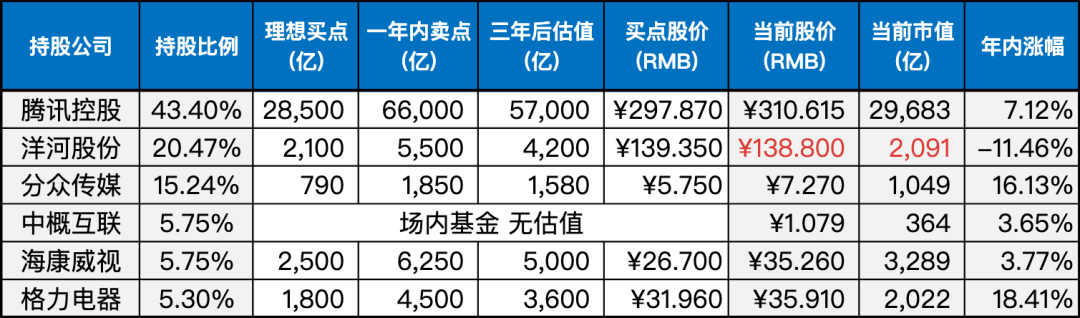 持股公司 持股比例 理想买点（亿） 一年内卖点（亿） 三年后估值（亿） 买点股价（RMB） 当前股价（RMB） 当前市值（亿） 年内涨幅
腾讯控股 43.40% 28,500 66,000 57,000 ¥297.870 ¥310.615 29,683 7.12%
洋河股份 20.47% 2,100 5,500 4,200 ¥139.350 ¥138.800 2,091 –11.46%
分众传媒 15.24% 790 1,850 1,580 ¥5.750 ¥7.270 1,049 16.13%
中概互联 5.75% 场内基金 无估值 ¥1.079 364 3.65%
海康威视 5.75% 2,500 6,250 5,000 ¥26.700 ¥35.260 3,289 3.77%
格力电器 5.30% 1,800 4,500 3,600 ¥31.960 ¥35.910 2,022 18.41%